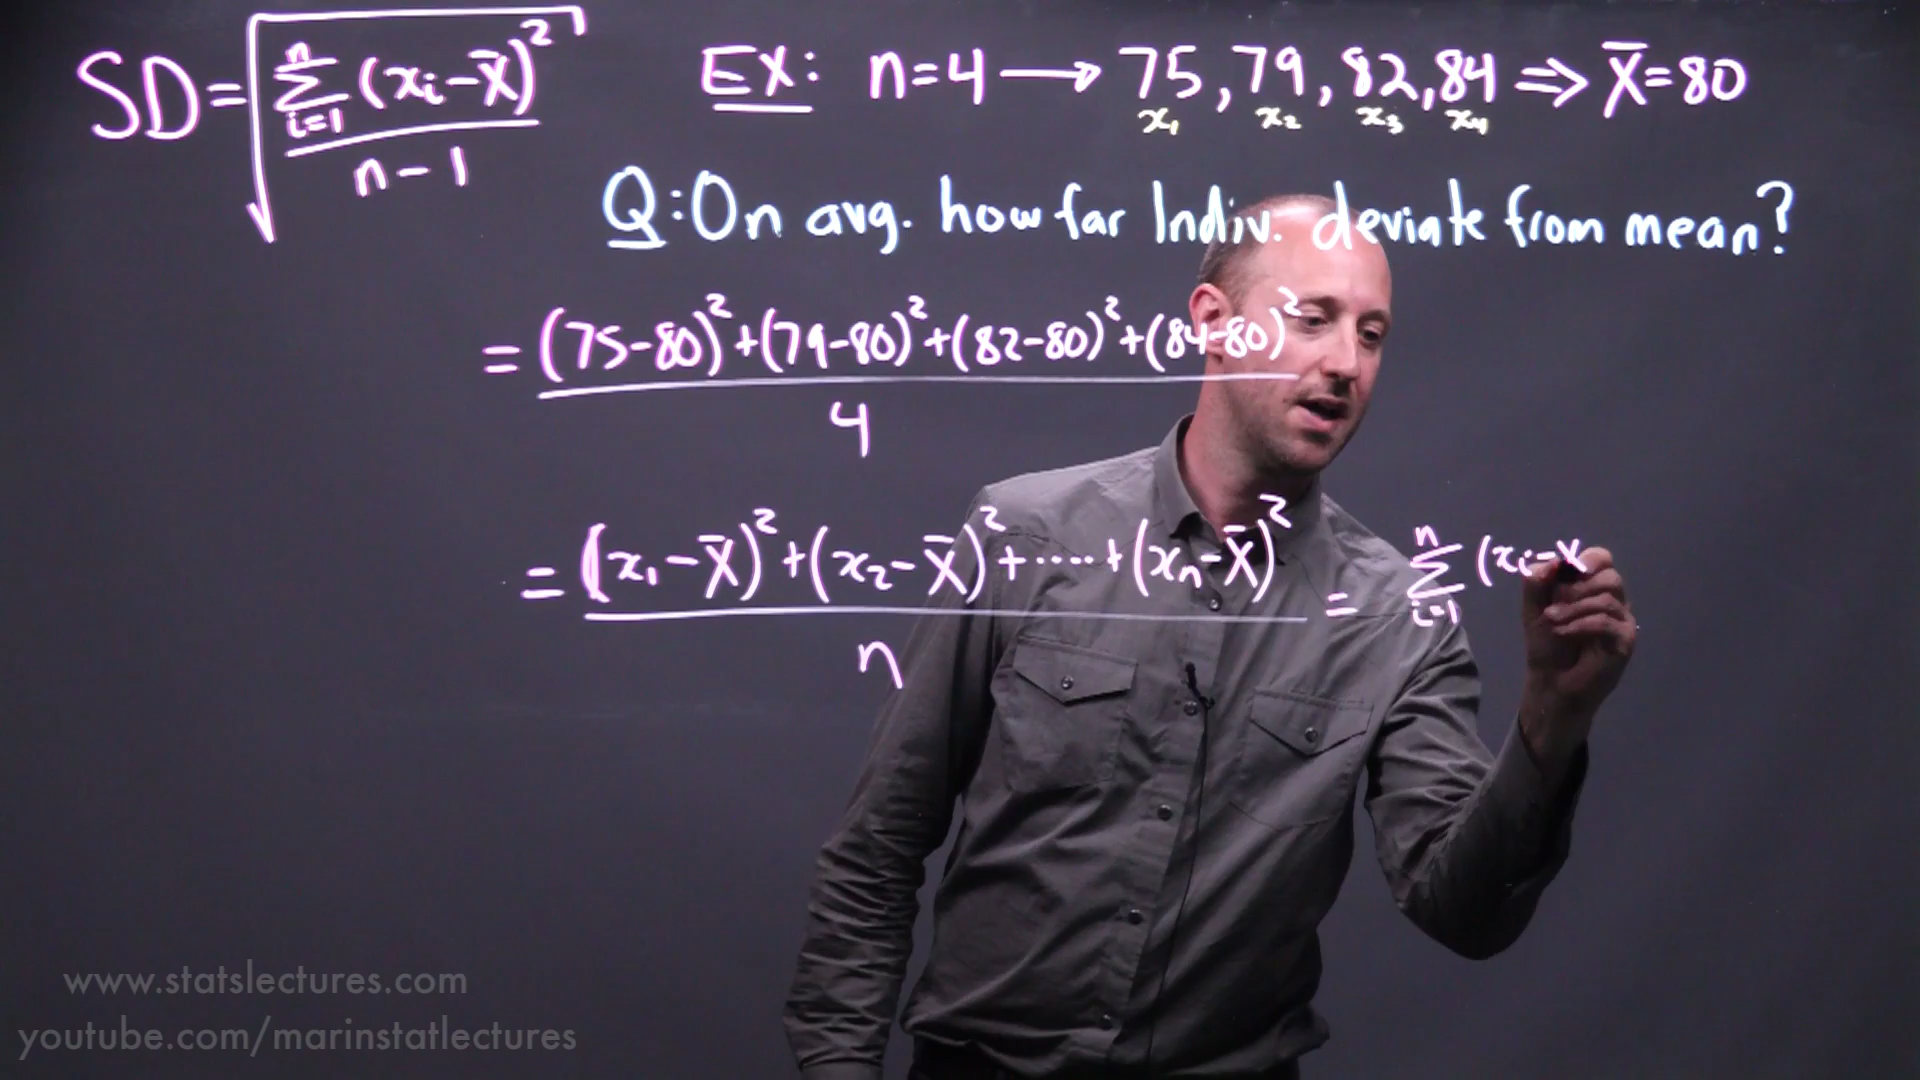 SD = √ n Σ i=1 (xi − x̄)² / n − 1
EX: n=4 → 75, 79, 82, 84 ⇒ x̄ = 80
x₁ x₂ x₃ x₄
Q: On avg. how far Indiv. deviate from mean?
= (75−80)² + (79−80)² + (82−80)² + (84−80)²
4
= (x₁ − x̄)² + (x₂ − x̄)² + ····· + (xn − x̄)² = n Σ i=1 (xi − x
n
www.statslectures.com
youtube.com/marinstatlectures